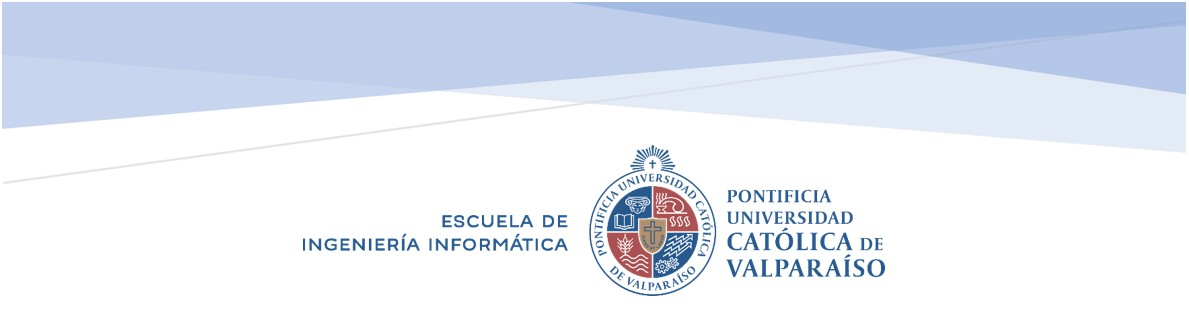 ESCUELA DE
INGENIERÍA INFORMÁTICA
PONTIFICIA UNIVERSIDAD CATÓLICA
DE VALPARAÍSO
PONTIFICIA
UNIVERSIDAD
CATÓLICA DE
VALPARAÍSO